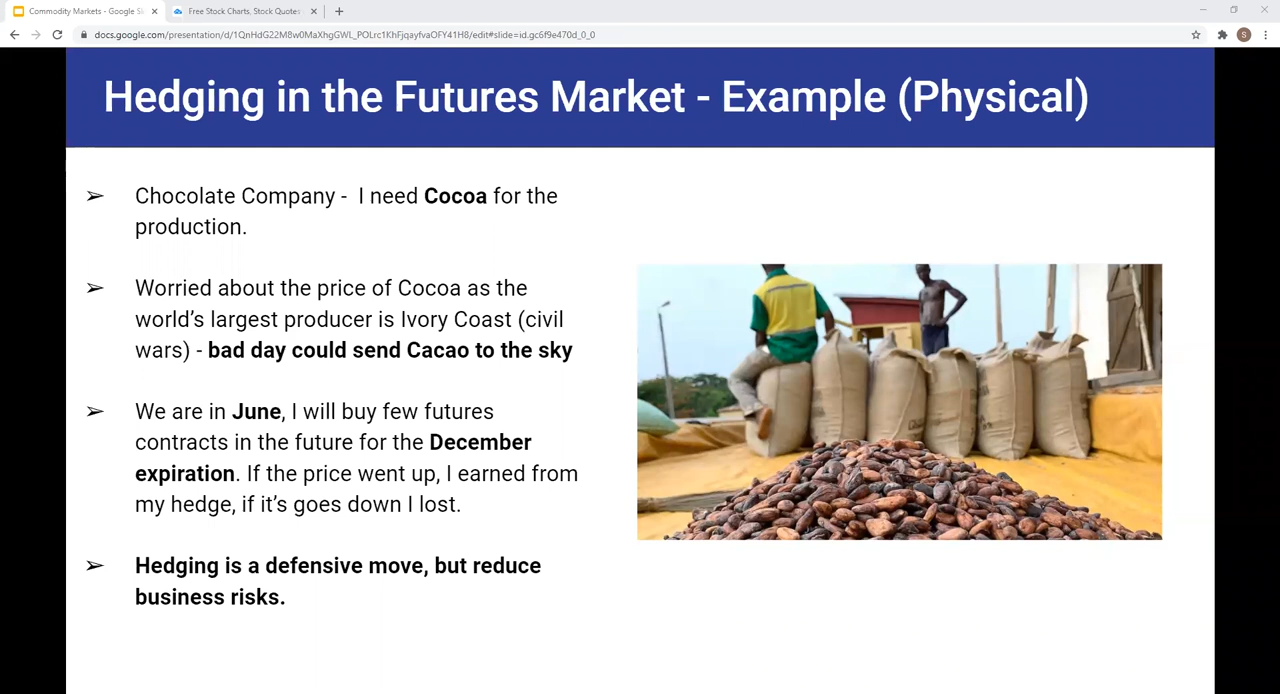 Commodity Markets - Google Sl
Free Stock Charts, Stock Quotes
docs.google.com/presentation/d/1QnHdG22M8w0MaXhgGWL_POLrc1KhFjqayfvaOFY41H8/edit#slide=id.gc6f9e470d_0_0
S
Hedging in the Futures Market - Example (Physical)
➢ Chocolate Company - I need Cocoa for the
production.
➢ Worried about the price of Cocoa as the
world's largest producer is Ivory Coast (civil
wars) - bad day could send Cacao to the sky
➢ We are in June, I will buy few futures
contracts in the future for the December
expiration. If the price went up, I earned from
my hedge, if it's goes down I lost.
➢ Hedging is a defensive move, but reduce
business risks.